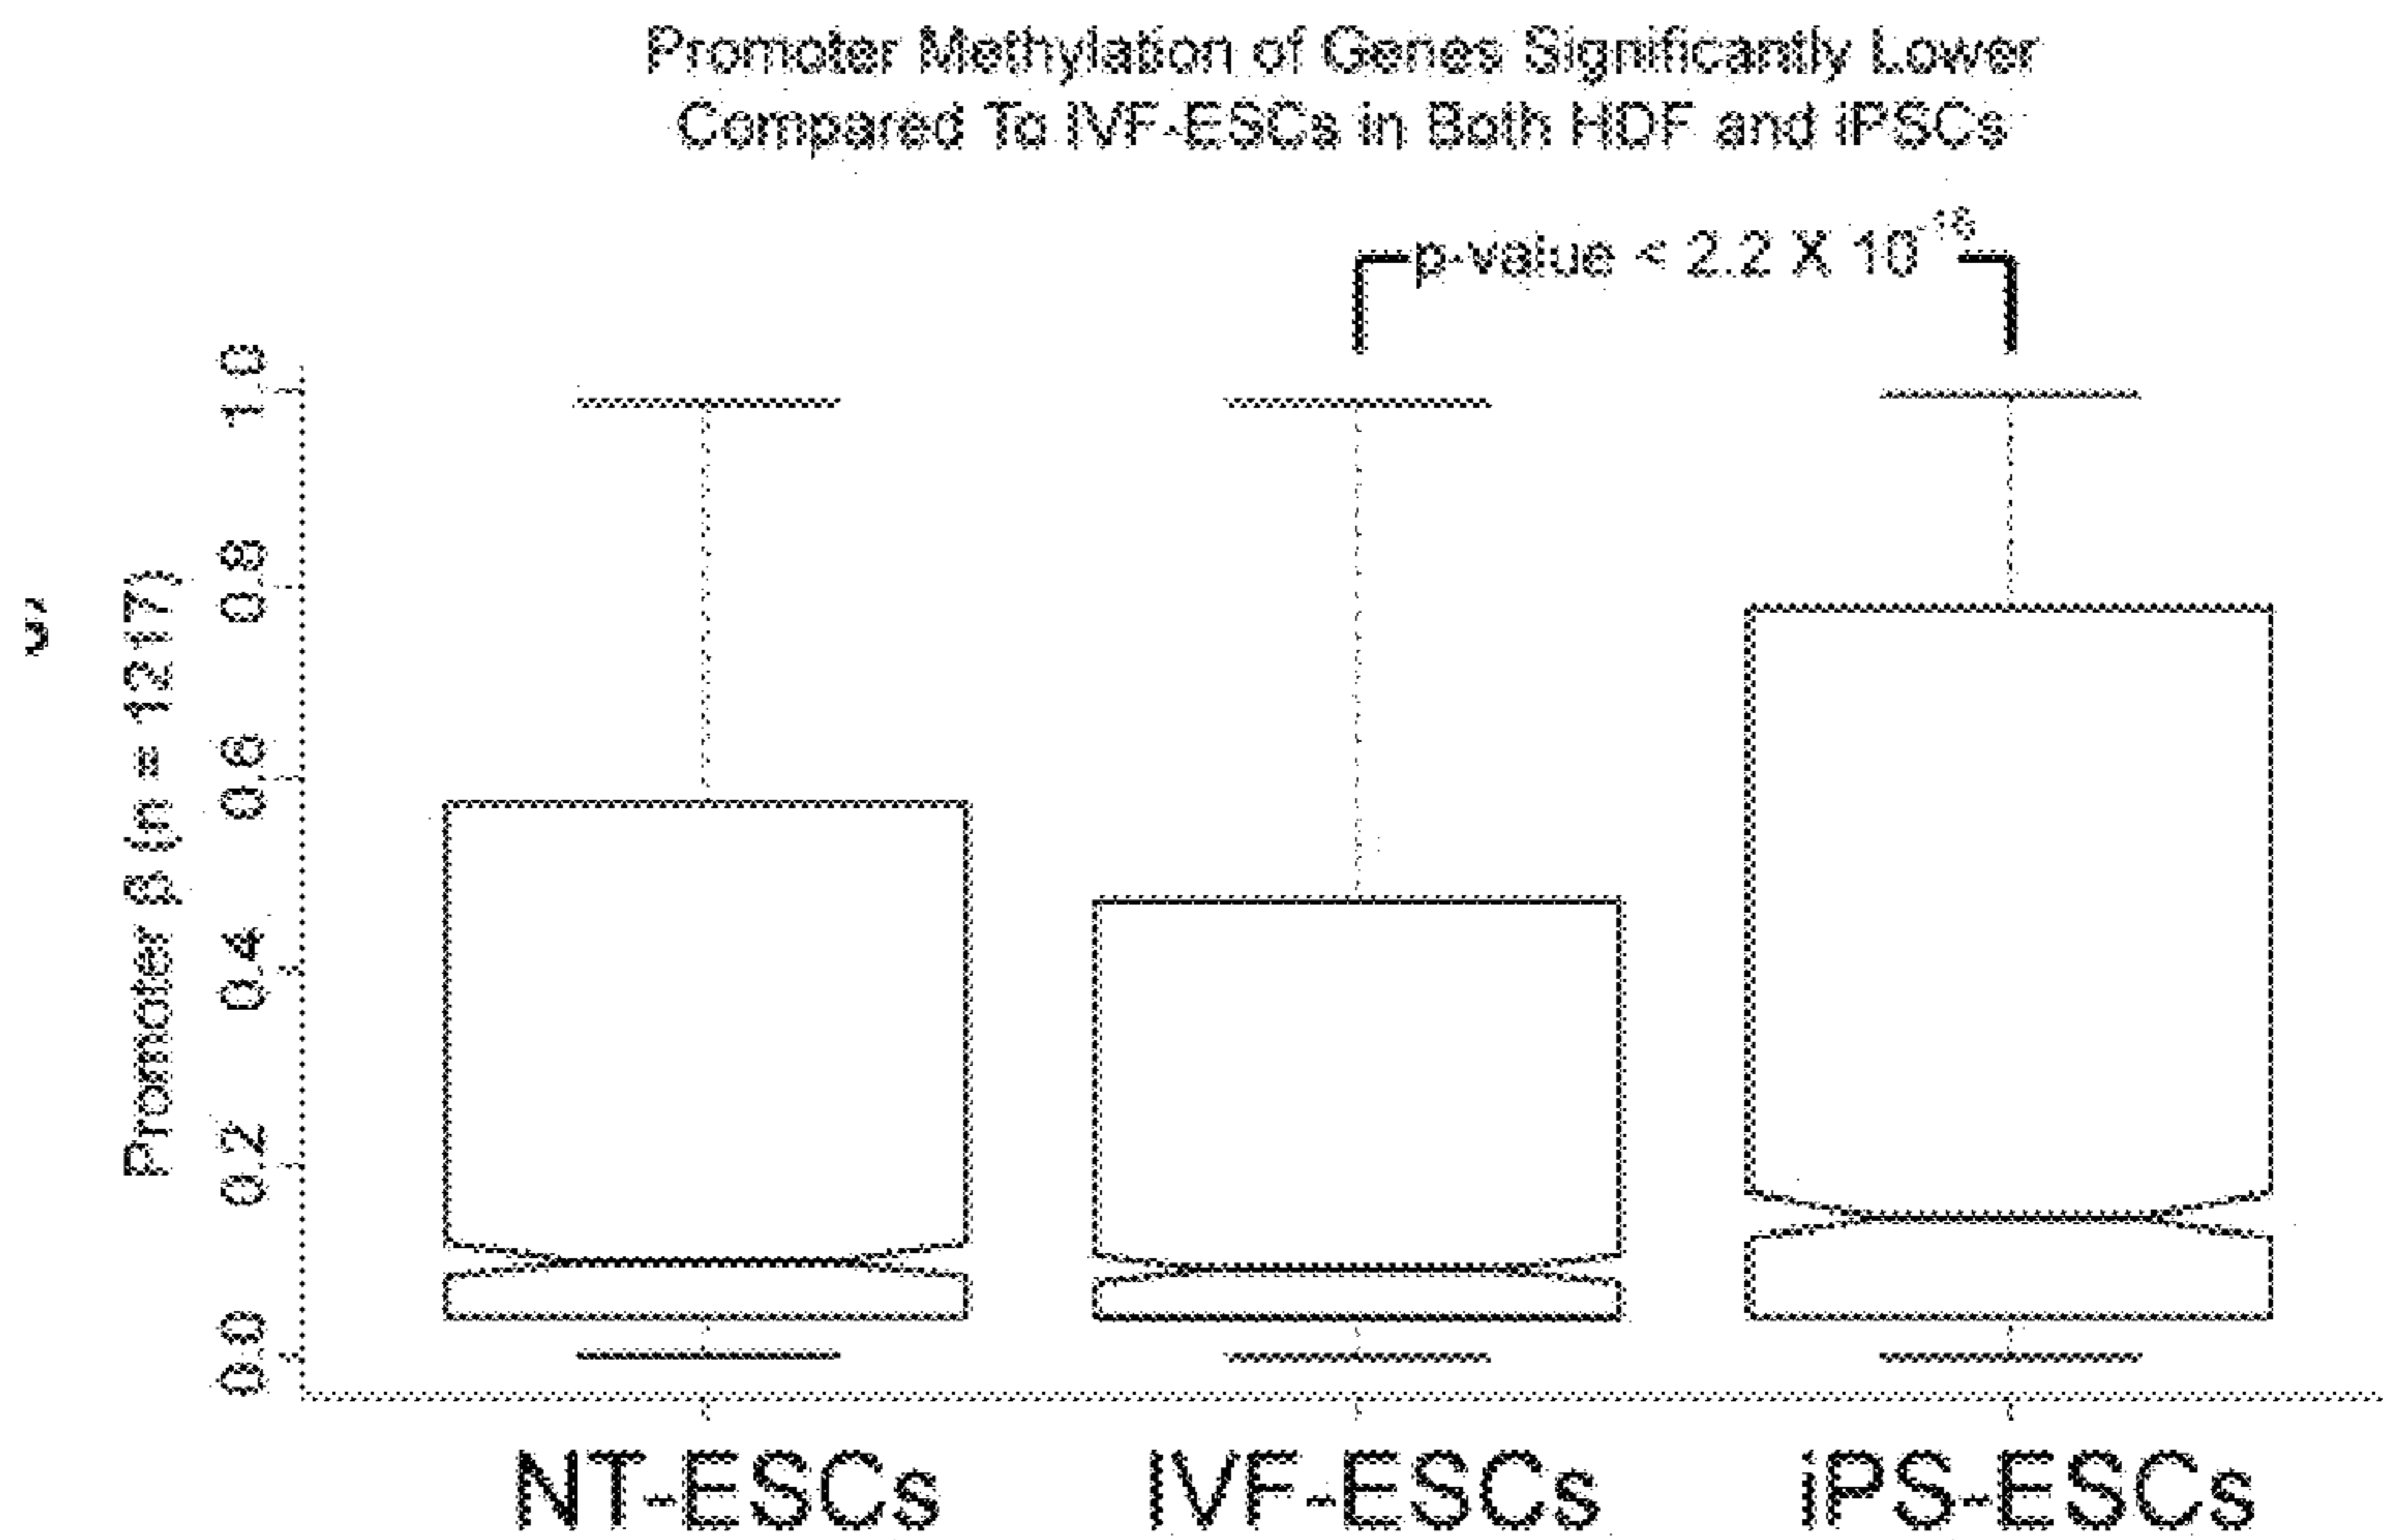 Promoter Methylation of Genes Significantly Lower
Compared To IVF-ESCs in Both HDF and iPSCs
p-value < 2.2 X 10-16
Promoter β (n = 1217)
1.0
0.8
0.6
0.4
0.2
0.0
NT-ESCs
IVF-ESCs
iPS-ESCs